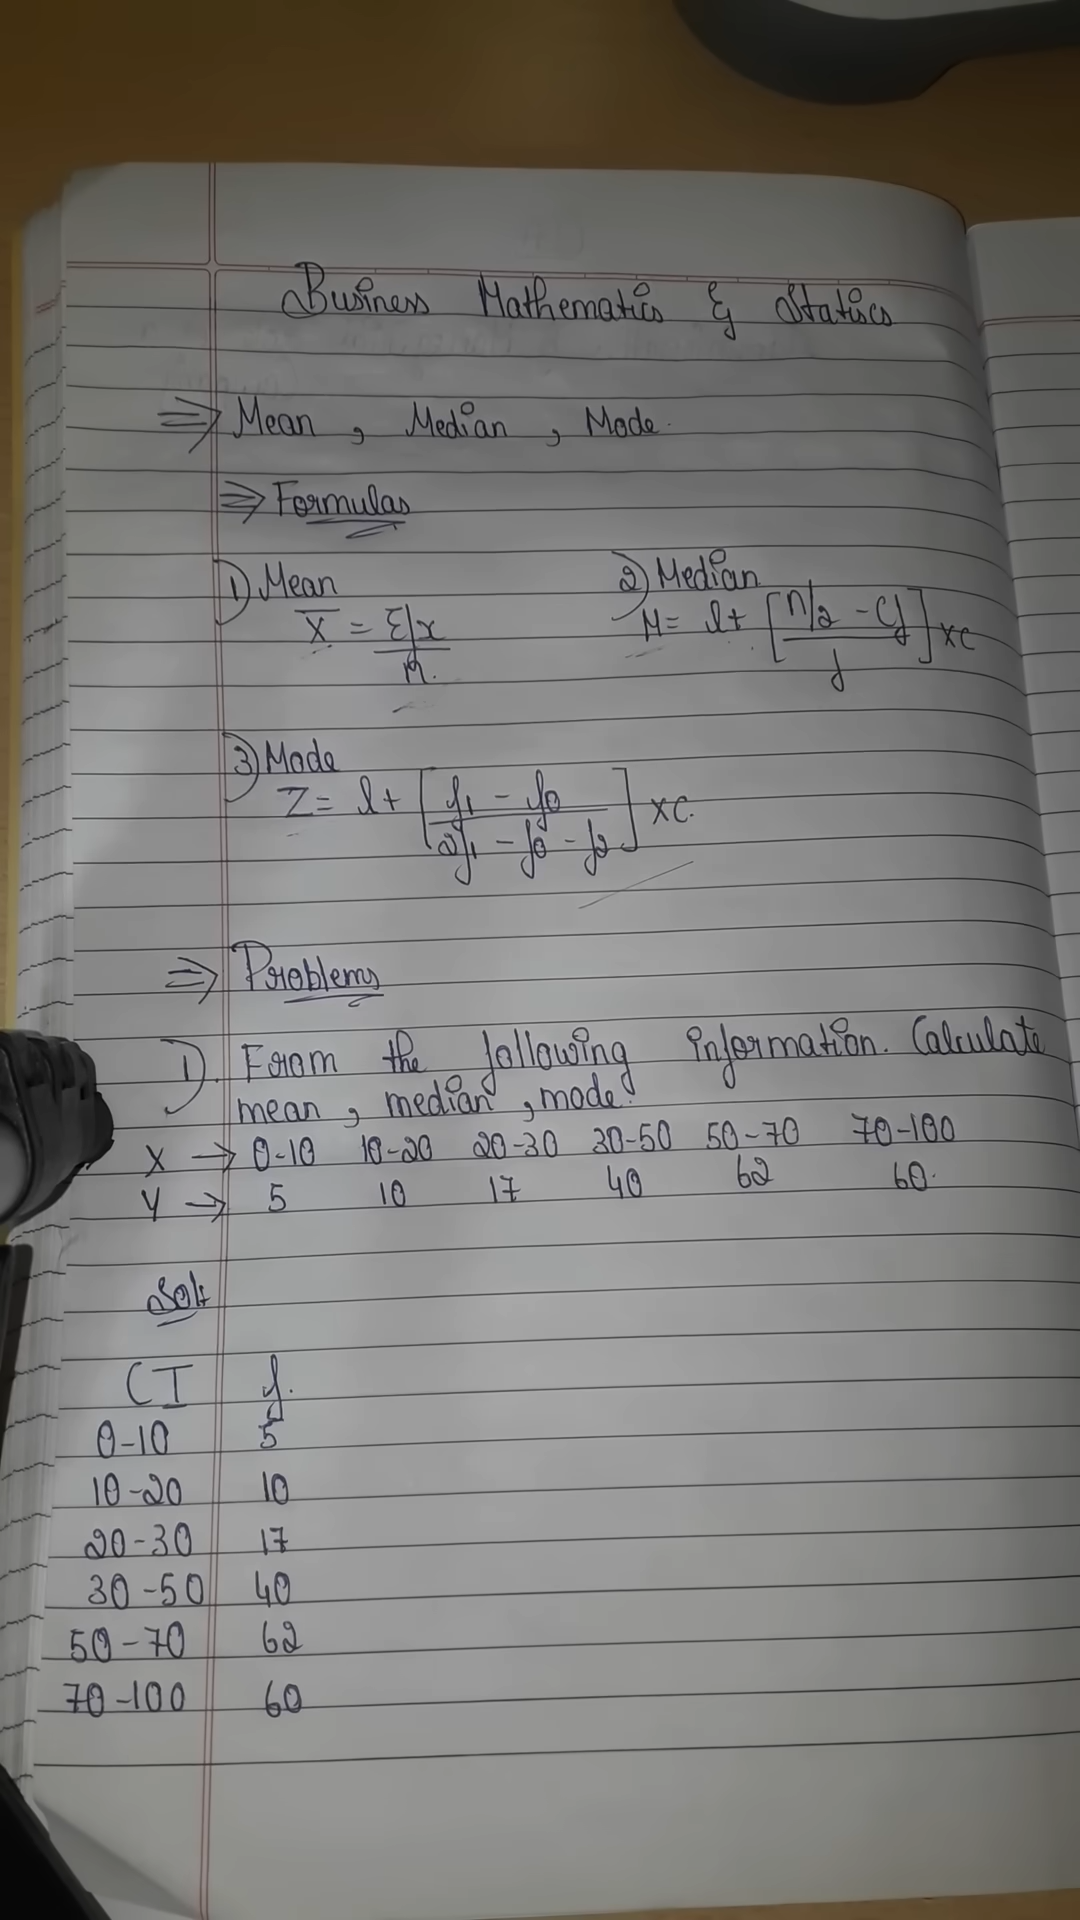 Business Mathematics & Statiscs
⇒ Mean, Median, Mode.
⇒ Formulas
1) Mean 2) Median
X̅ = Σfx / n. M = l + [n/2 - cf / f] × c
3) Mode
Z = l + [f1 - f0 / 2f1 - f0 - f2] × c.
⇒ Problems
1). From the following information. Calculate
mean, median, mode.
X → 0-10 10-20 20-30 30-50 50-70 70-100
Y → 5 10 17 40 62 60.
Sol:
CI f.
0-10 5
10-20 10
20-30 17
30-50 40
50-70 62
70-100 60